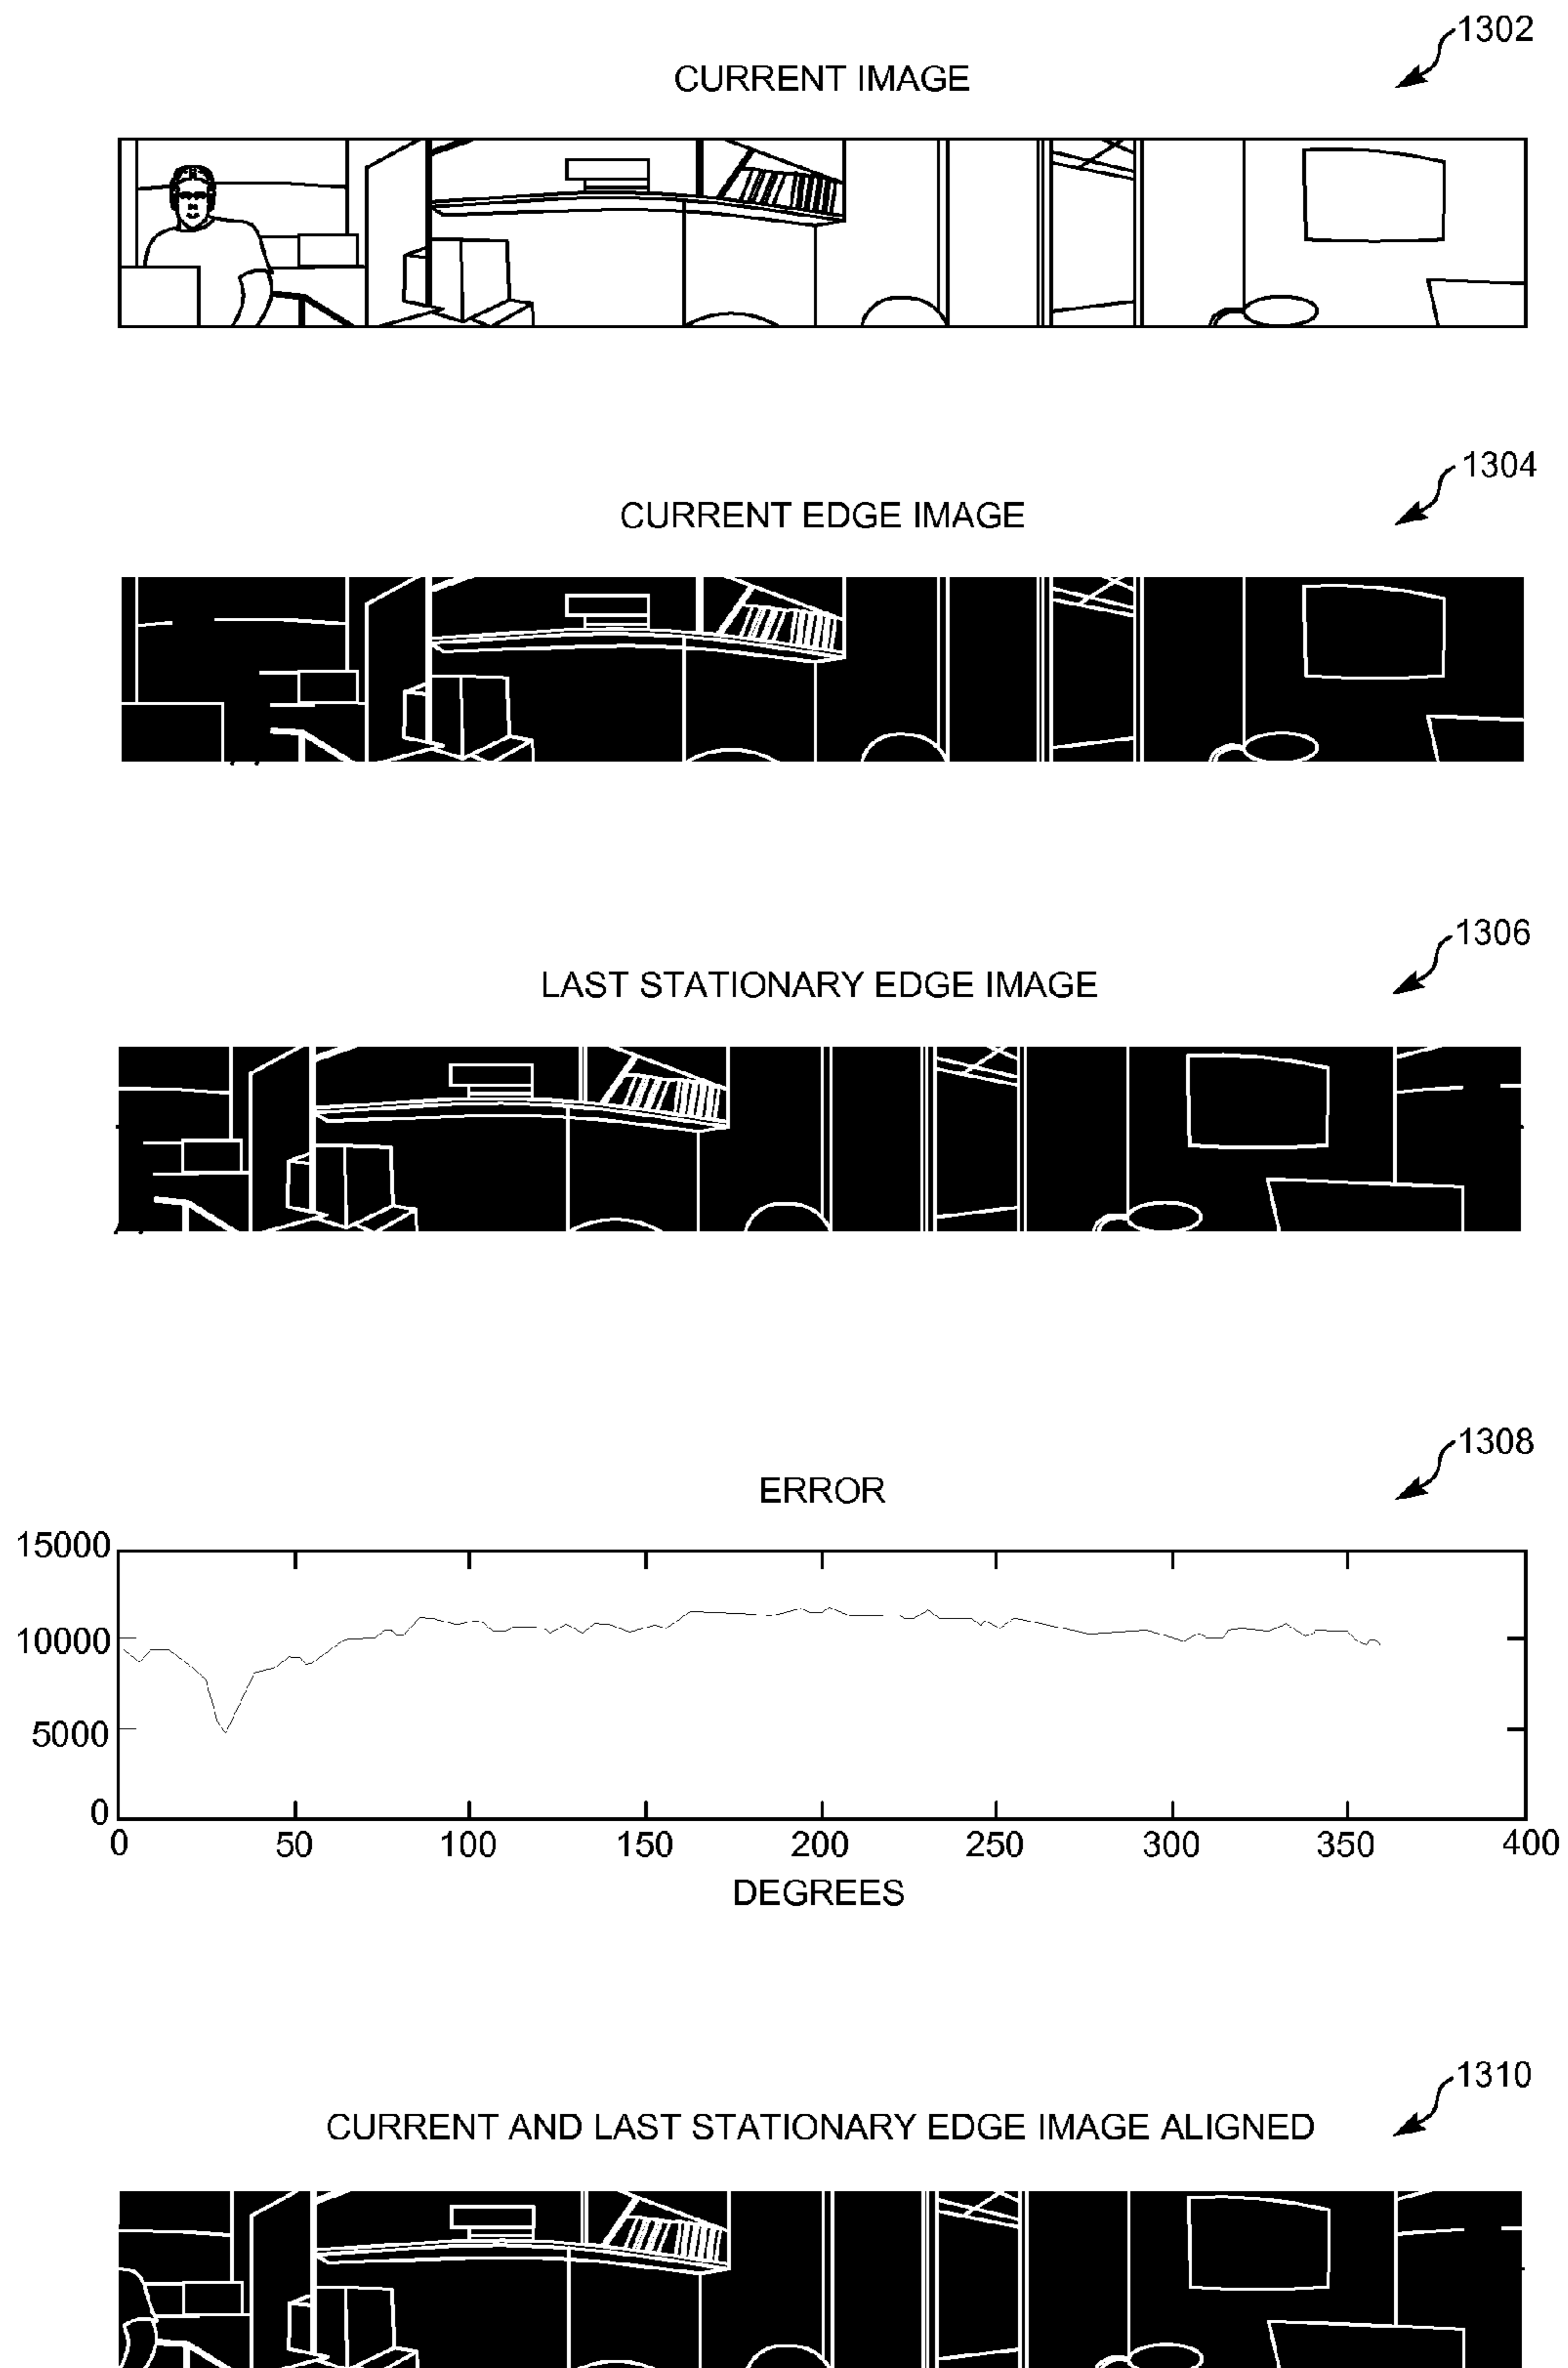 1302
CURRENT IMAGE
1304
CURRENT EDGE IMAGE
1306
LAST STATIONARY EDGE IMAGE
1308
ERROR
15000
10000
5000
0
0 50 100 150 200 250 300 350 400
DEGREES
1310
CURRENT AND LAST STATIONARY EDGE IMAGE ALIGNED